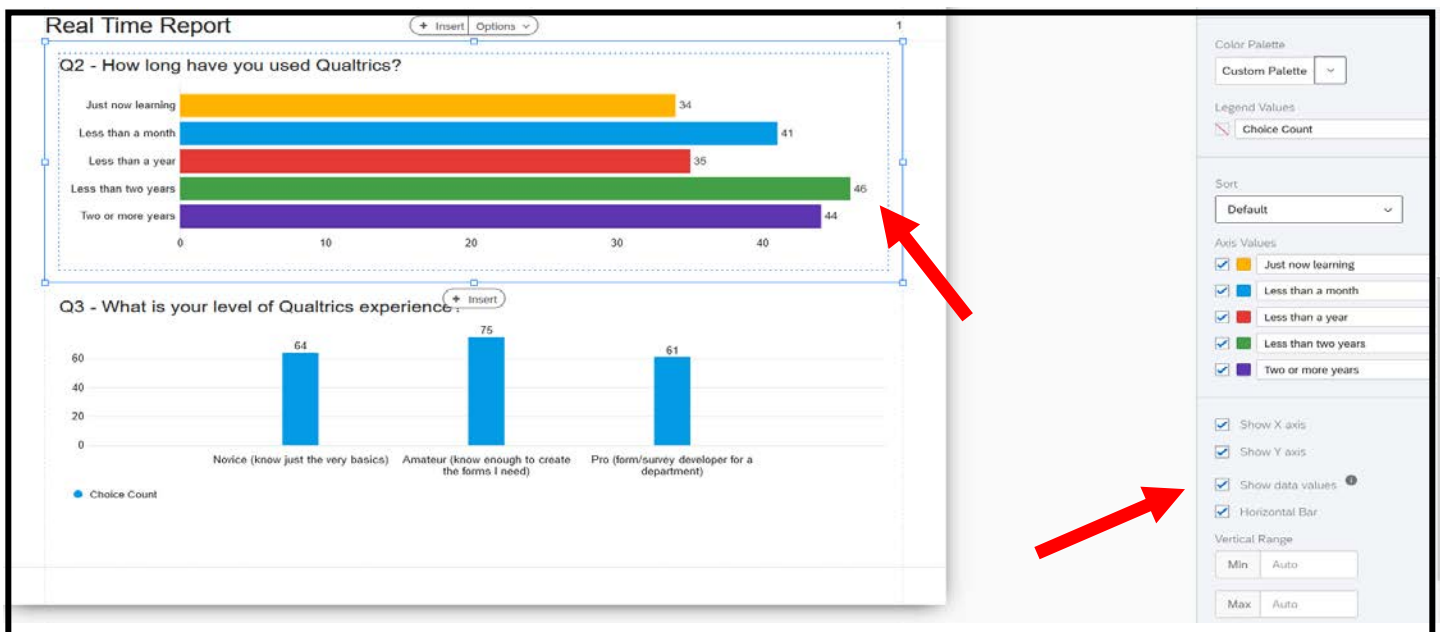 Real Time Report
+ Insert Options
1
Q2 - How long have you used Qualtrics?
Just now learning
34
Less than a month
41
Less than a year
35
Less than two years
46
Two or more years
44
0 10 20 30 40
+ Insert
Q3 - What is your level of Qualtrics experience?
75
64
61
60
40
20
0
Novice (know just the very basics)
Amateur (know enough to create
the forms I need)
Pro (form/survey developer for a
department)
Choice Count
Color Palette
Custom Palette
Legend Values
Choice Count
Sort
Default
Axis Values
Just now learning
Less than a month
Less than a year
Less than two years
Two or more years
Show X axis
Show Y axis
Show data values
Horizontal Bar
Vertical Range
Min Auto
Max Auto